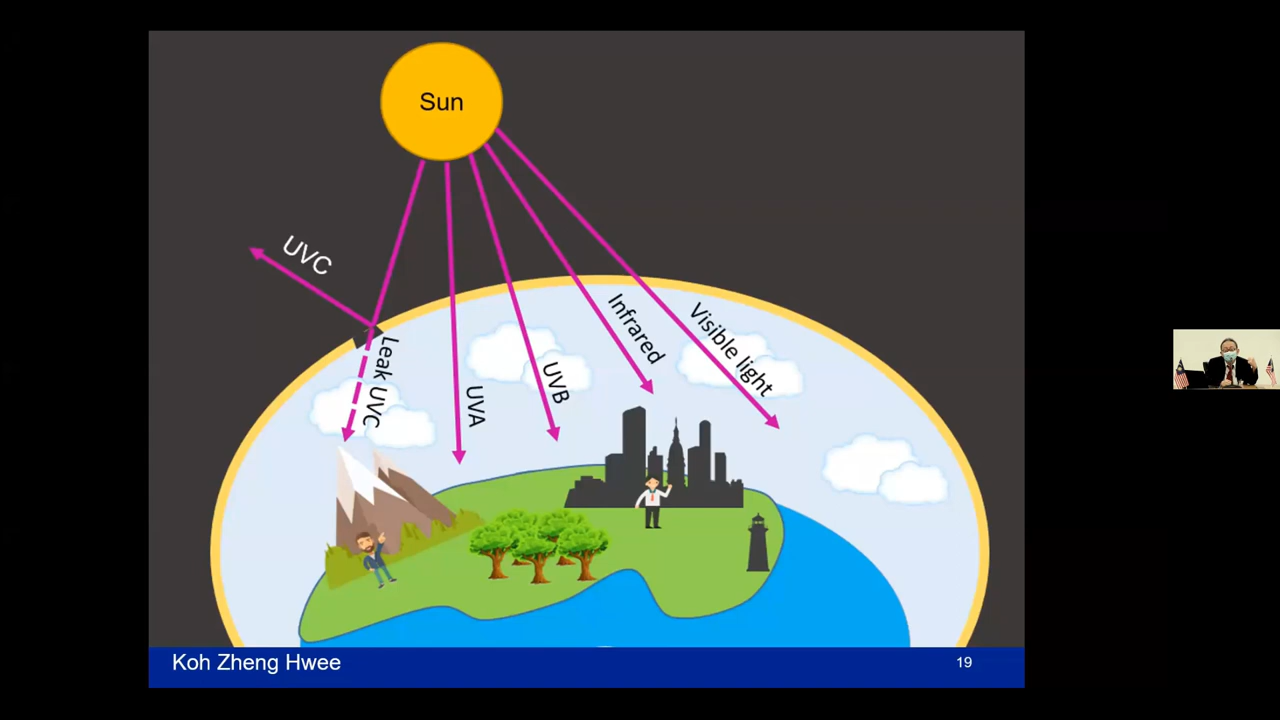 Sun
UVC
Leak UVC
UVA
UVB
Infrared
Visible light
Koh Zheng Hwee
19